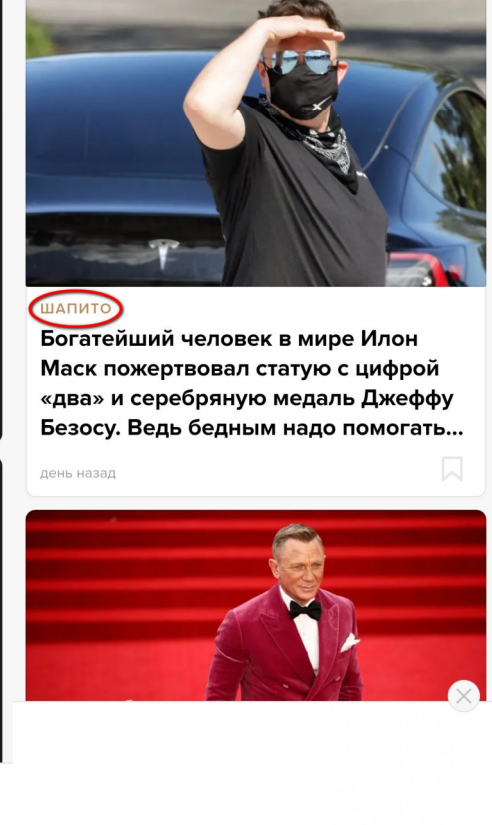 ШАПИТО
Богатейший человек в мире Илон
Маск пожертвовал статую с цифрой
«два» и серебряную медаль Джеффу
Безосу. Ведь бедным надо помогать...
день назад